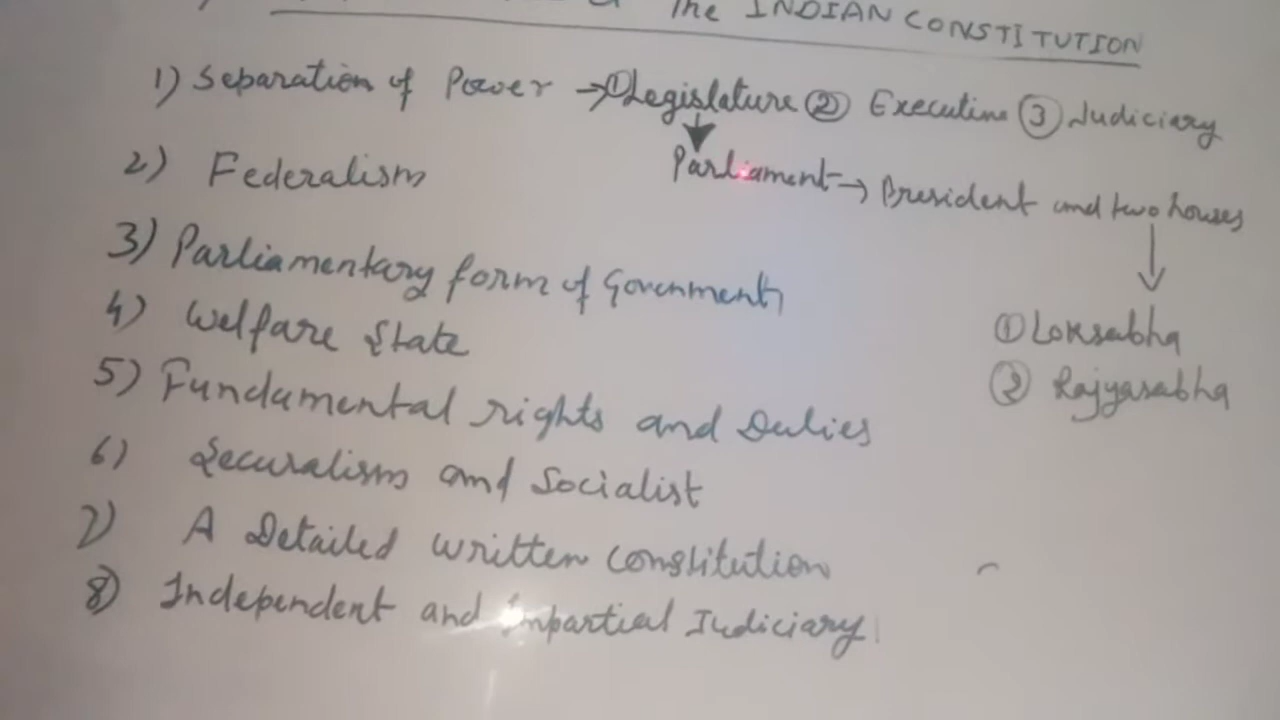 The INDIAN CONSTITUTION
1) Separation of Power → ① Legislature ② Executive ③ Judiciary
Parliament → President and two houses
① Loksabha
② Rajyasabha
2) Federalism
3) Parliamentary form of Government
4) Welfare State
5) Fundamental rights and Duties
6) Securalism and Socialist
7) A Detailed written constitution
8) Independent and impartial Judiciary